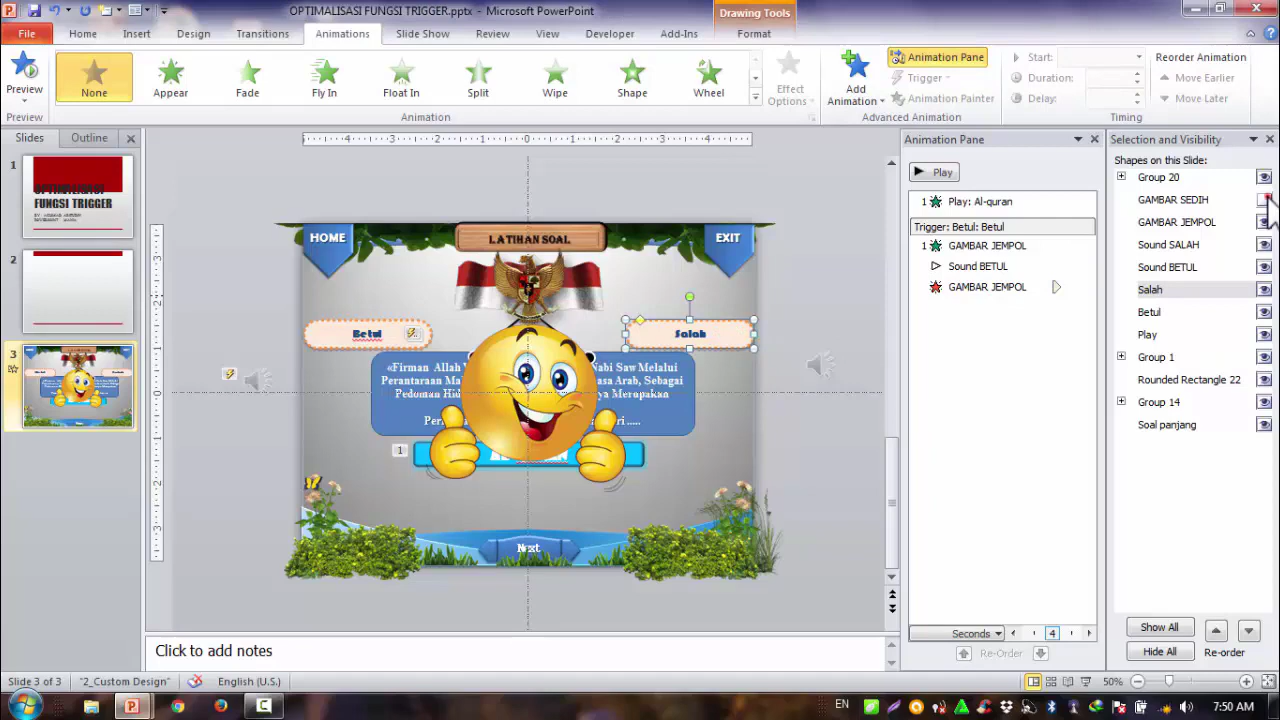 OPTIMALISASI FUNGSI TRIGGER.pptx - Microsoft PowerPoint
Drawing Tools
File Home Insert Design Transitions Animations Slide Show Review View Developer Add-Ins Format
Preview
None Appear Fade Fly In Float In Split Wipe Shape Wheel
Effect Options
Add Animation
Animation Pane
Trigger
Animation Painter
Start:
Duration:
Delay:
Reorder Animation
Move Earlier
Move Later
Preview Animation Advanced Animation Timing
Slides Outline
1
OPTIMALISASI
FUNGSI TRIGGER
2
3
HOME
LATIHAN SOAL
EXIT
Betul
Salah
«Firman Allah
Nabi Saw Melalui
Perantaraan
Arab, Sebagai
Pedoman
Merupakan
.....
1
Next
Animation Pane
Play
1 Play: Al-quran
Trigger: Betul: Betul
1 GAMBAR JEMPOL
Sound BETUL
GAMBAR JEMPOL
Seconds 4
Re-Order
Selection and Visibility
Shapes on this Slide:
Group 20
GAMBAR SEDIH
GAMBAR JEMPOL
Sound SALAH
Sound BETUL
Salah
Betul
Play
Group 1
Rounded Rectangle 22
Group 14
Soal panjang
Show All
Hide All
Re-order
Click to add notes
Slide 3 of 3 "2_Custom Design" English (U.S.) 50%
EN 7:50 AM